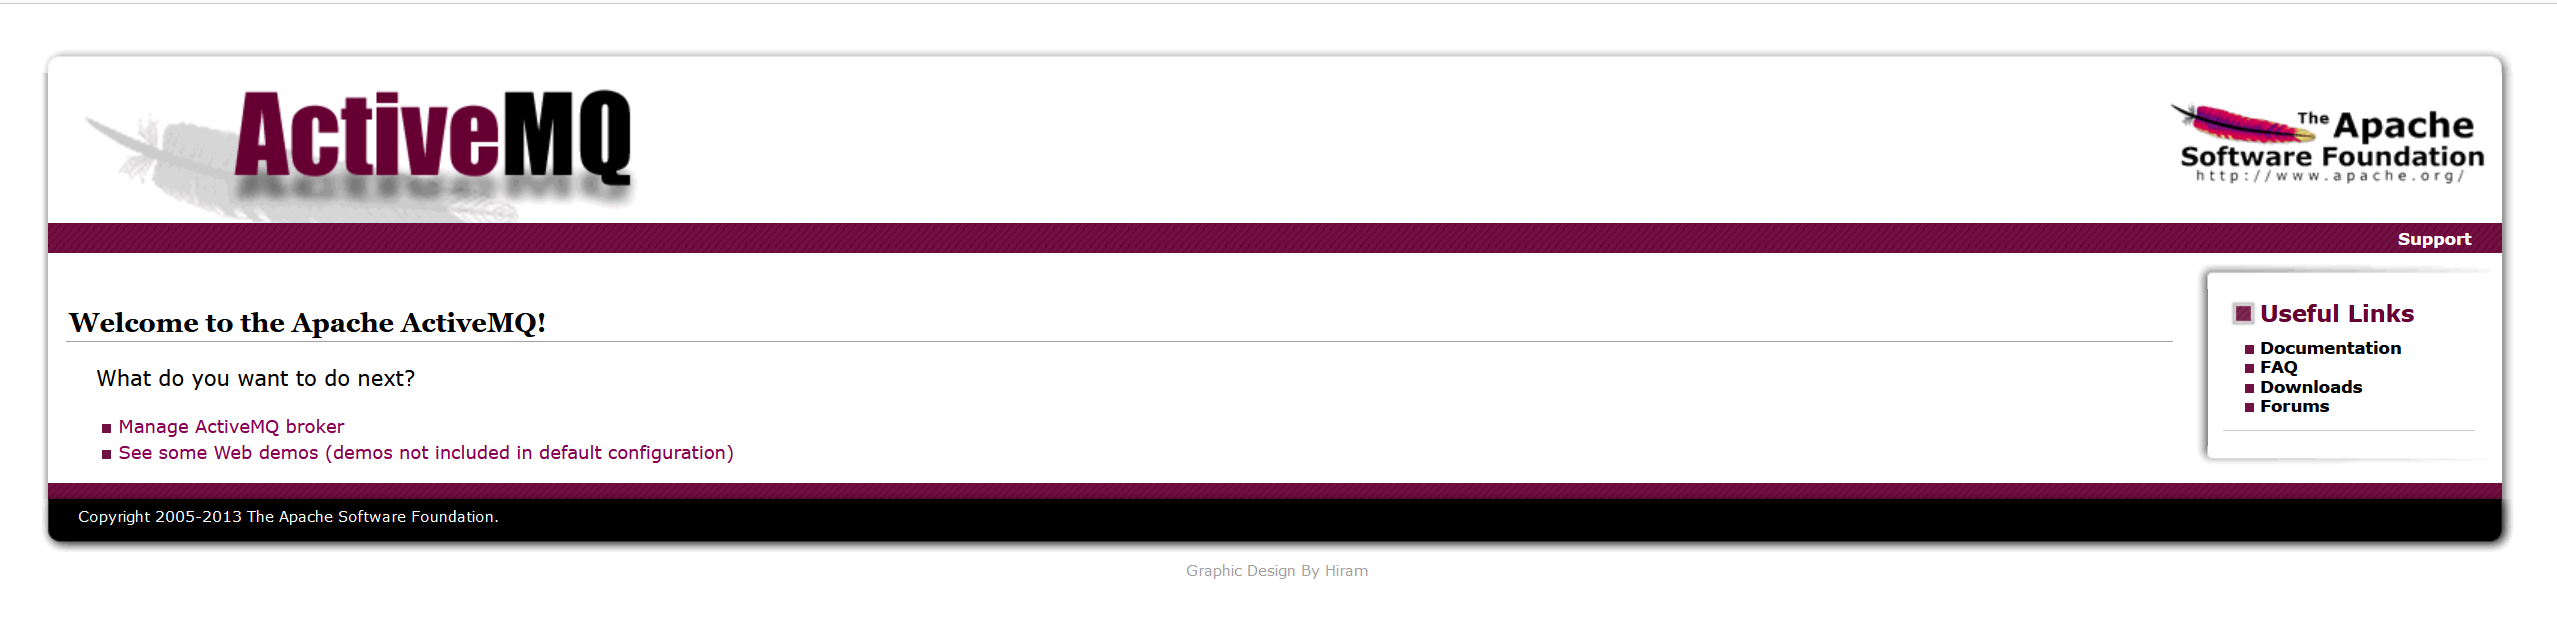 ActiveMQ
The Apache
Software Foundation
http://www.apache.org/
Support
Welcome to the Apache ActiveMQ!
What do you want to do next?
Manage ActiveMQ broker
See some Web demos (demos not included in default configuration)
Useful Links
Documentation
FAQ
Downloads
Forums
Copyright 2005-2013 The Apache Software Foundation.
Graphic Design By Hiram